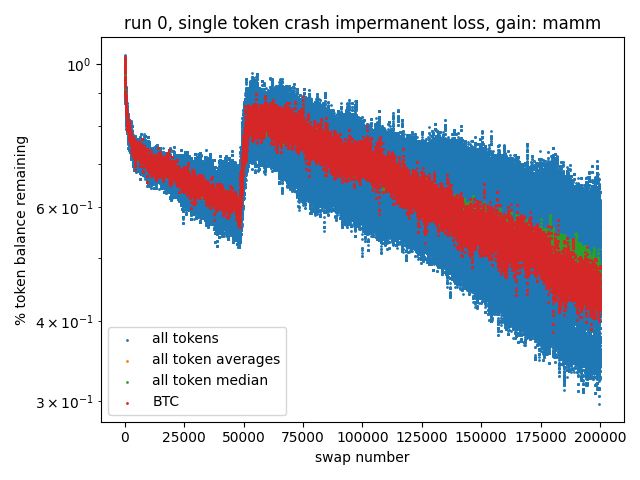 run 0, single token crash impermanent loss, gain: mamm
% token balance remaining
10⁰
6 × 10⁻¹
4 × 10⁻¹
3 × 10⁻¹
all tokens
all token averages
all token median
BTC
0 25000 50000 75000 100000 125000 150000 175000 200000
swap number